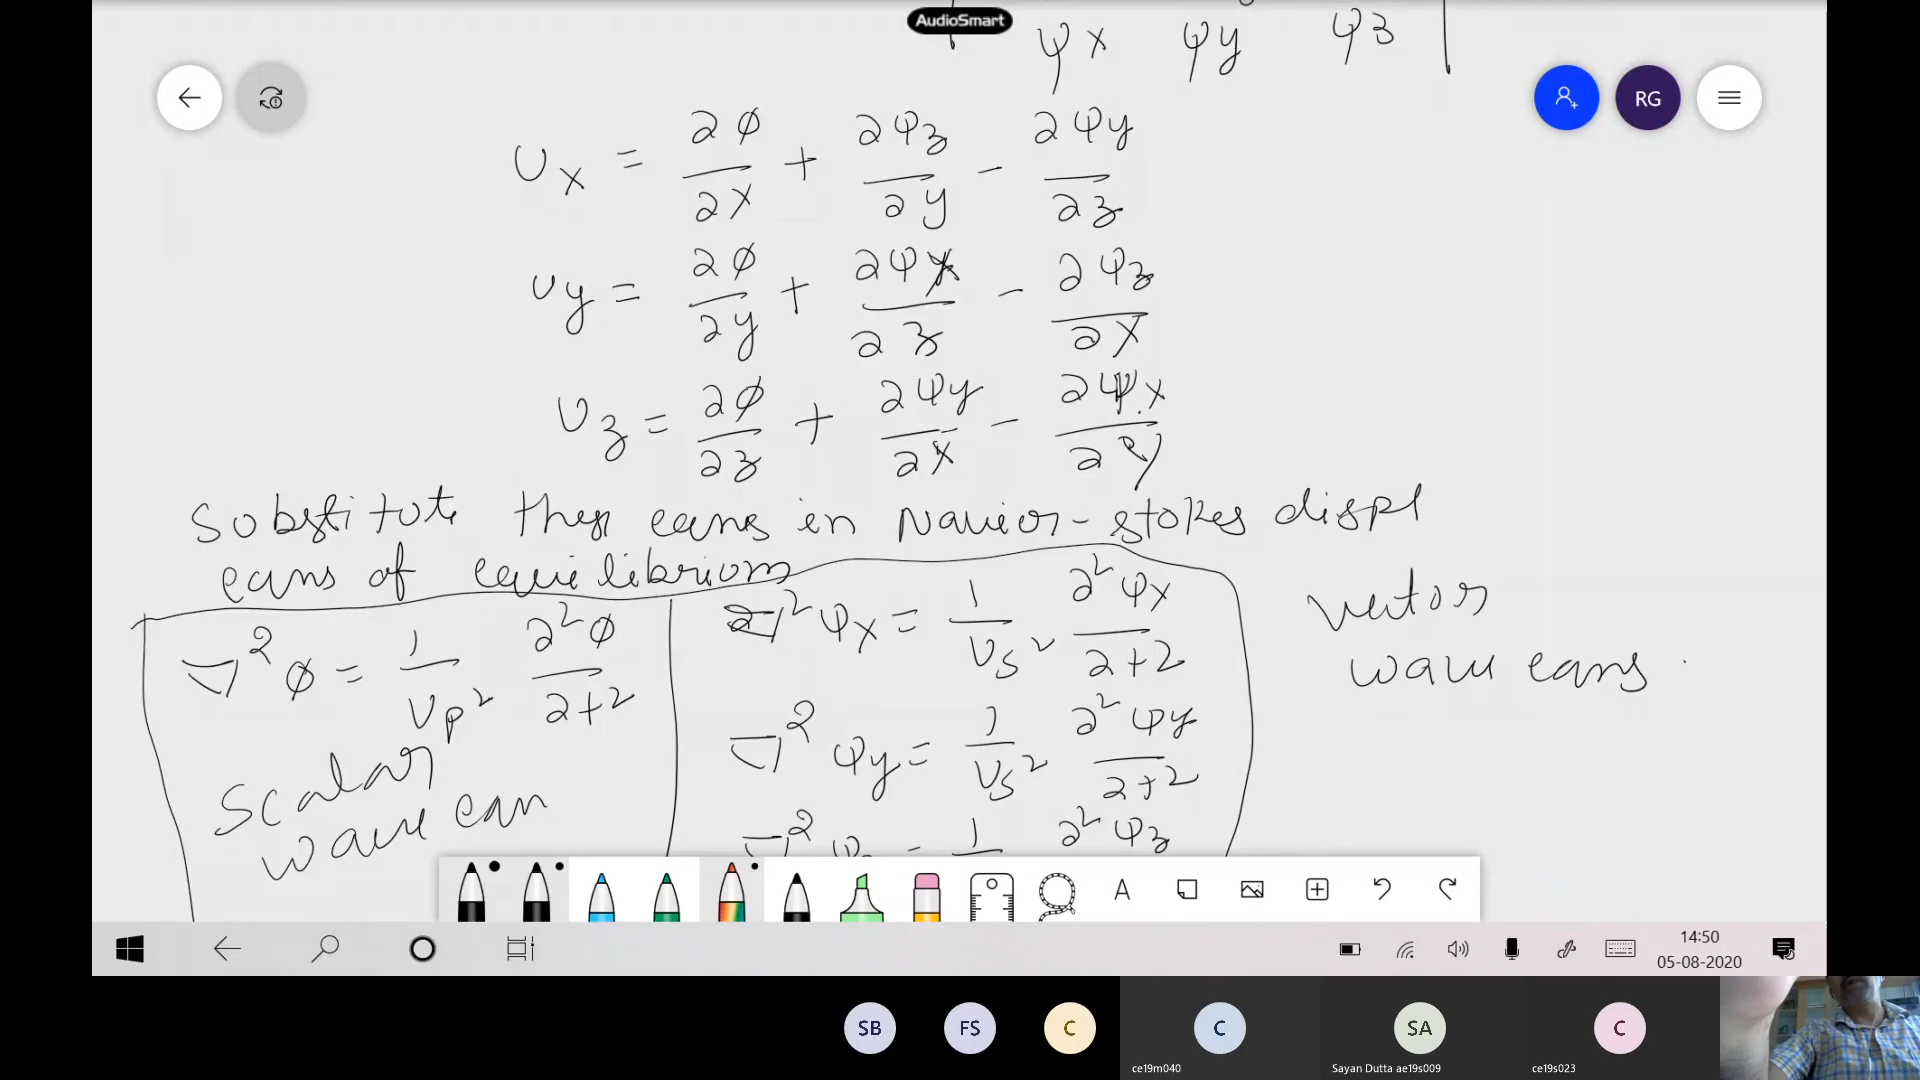 AudioSmart
ψx ψy ψz
RG
Ux = ∂φ/∂x + ∂ψz/∂y - ∂ψy/∂z
Uy = ∂φ/∂y + ∂ψx/∂z - ∂ψz/∂x
Uz = ∂φ/∂z + ∂ψy/∂x - ∂ψx/∂y
Substitute these eqns in Navier-stokes displ
eqns of equilibrium
∇²φ = 1/Vp² ∂²φ/∂t²
Scalar
wave eqn
∇²ψx = 1/Vs² ∂²ψx/∂t²
∇²ψy = 1/Vs² ∂²ψy/∂t²
∂²ψz
vector
wave eqns.
A
14:50
05-08-2020
SB FS C C SA C
ce19m040 Sayan Dutta ae19s009 ce19s023